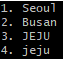 1. Seoul
2. Busan
3. JEJU
4. jeju